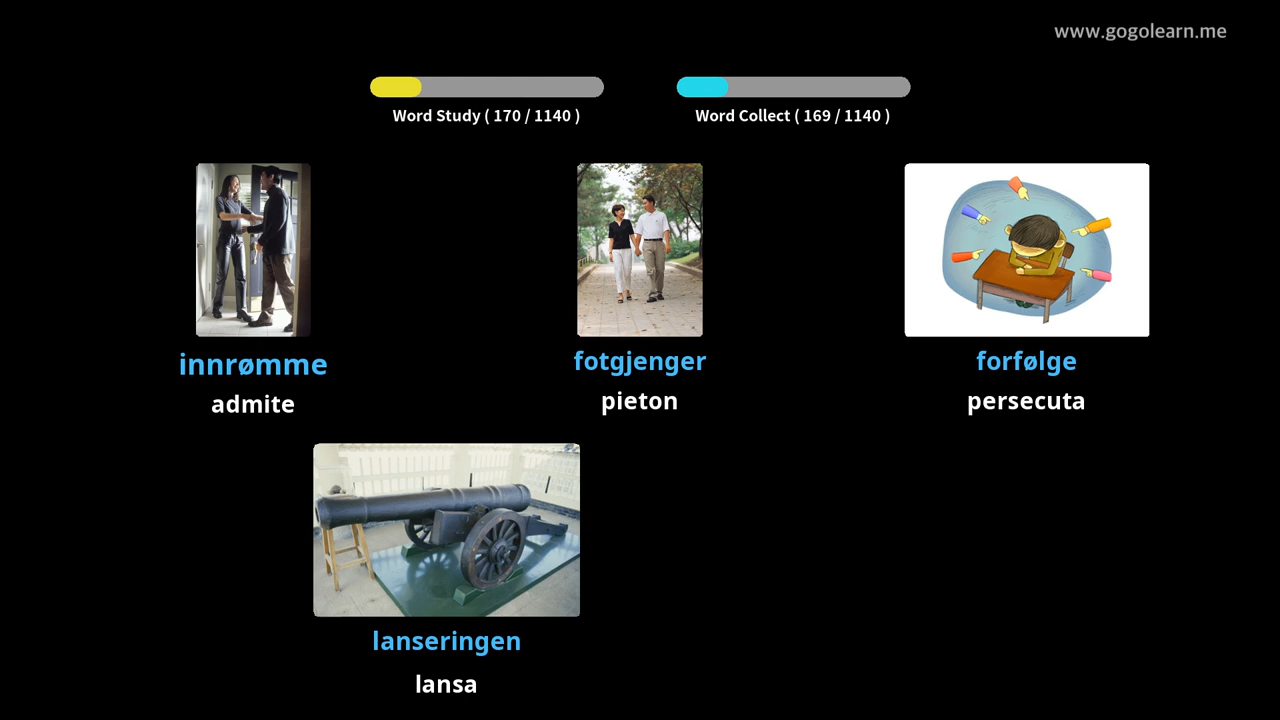 www.gogolearn.me
Word Study ( 170 / 1140 )
Word Collect ( 169 / 1140 )
innrømme
admite
fotgjenger
pieton
forfølge
persecuta
lanseringen
lansa